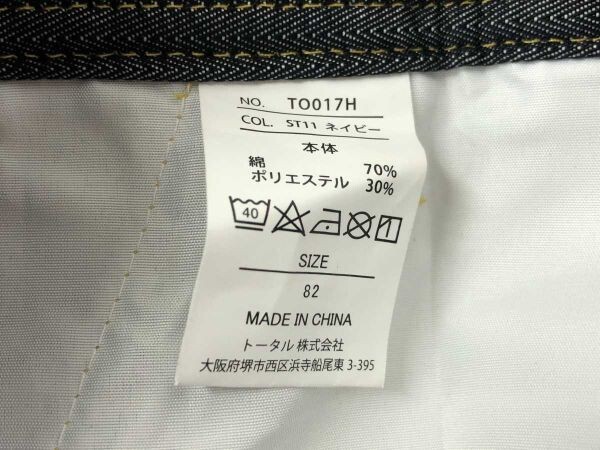 NO. TO017H
COL. ST11 ネイビー
本体
綿 70%
ポリエステル 30%
40
SIZE
82
MADE IN CHINA
トータル 株式会社
大阪府堺市西区浜寺船尾東 3-395